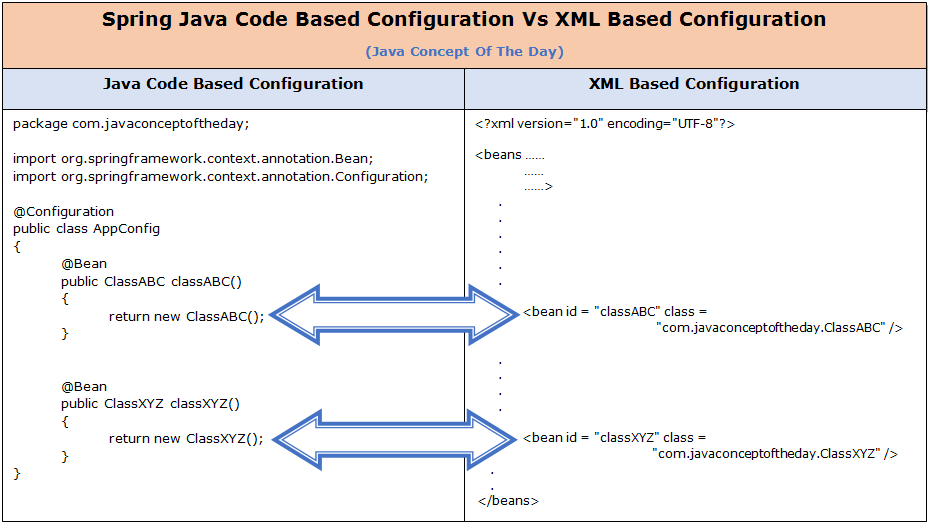 Spring Java Code Based Configuration Vs XML Based Configuration
(Java Concept Of The Day)
Java Code Based Configuration
package com.javaconceptoftheday;
import org.springframework.context.annotation.Bean;
import org.springframework.context.annotation.Configuration;
@Configuration
public class AppConfig
{
@Bean
public ClassABC classABC()
{
return new ClassABC();
}
@Bean
public ClassXYZ classXYZ()
{
return new ClassXYZ();
}
}
XML Based Configuration
<?xml version="1.0" encoding="UTF-8"?>
<beans ......
......
......>
.
.
.
.
.
.
<bean id = "classABC" class =
"com.javaconceptoftheday.ClassABC" />
.
.
.
.
<bean id = "classXYZ" class =
"com.javaconceptoftheday.ClassXYZ" />
.
.
</beans>